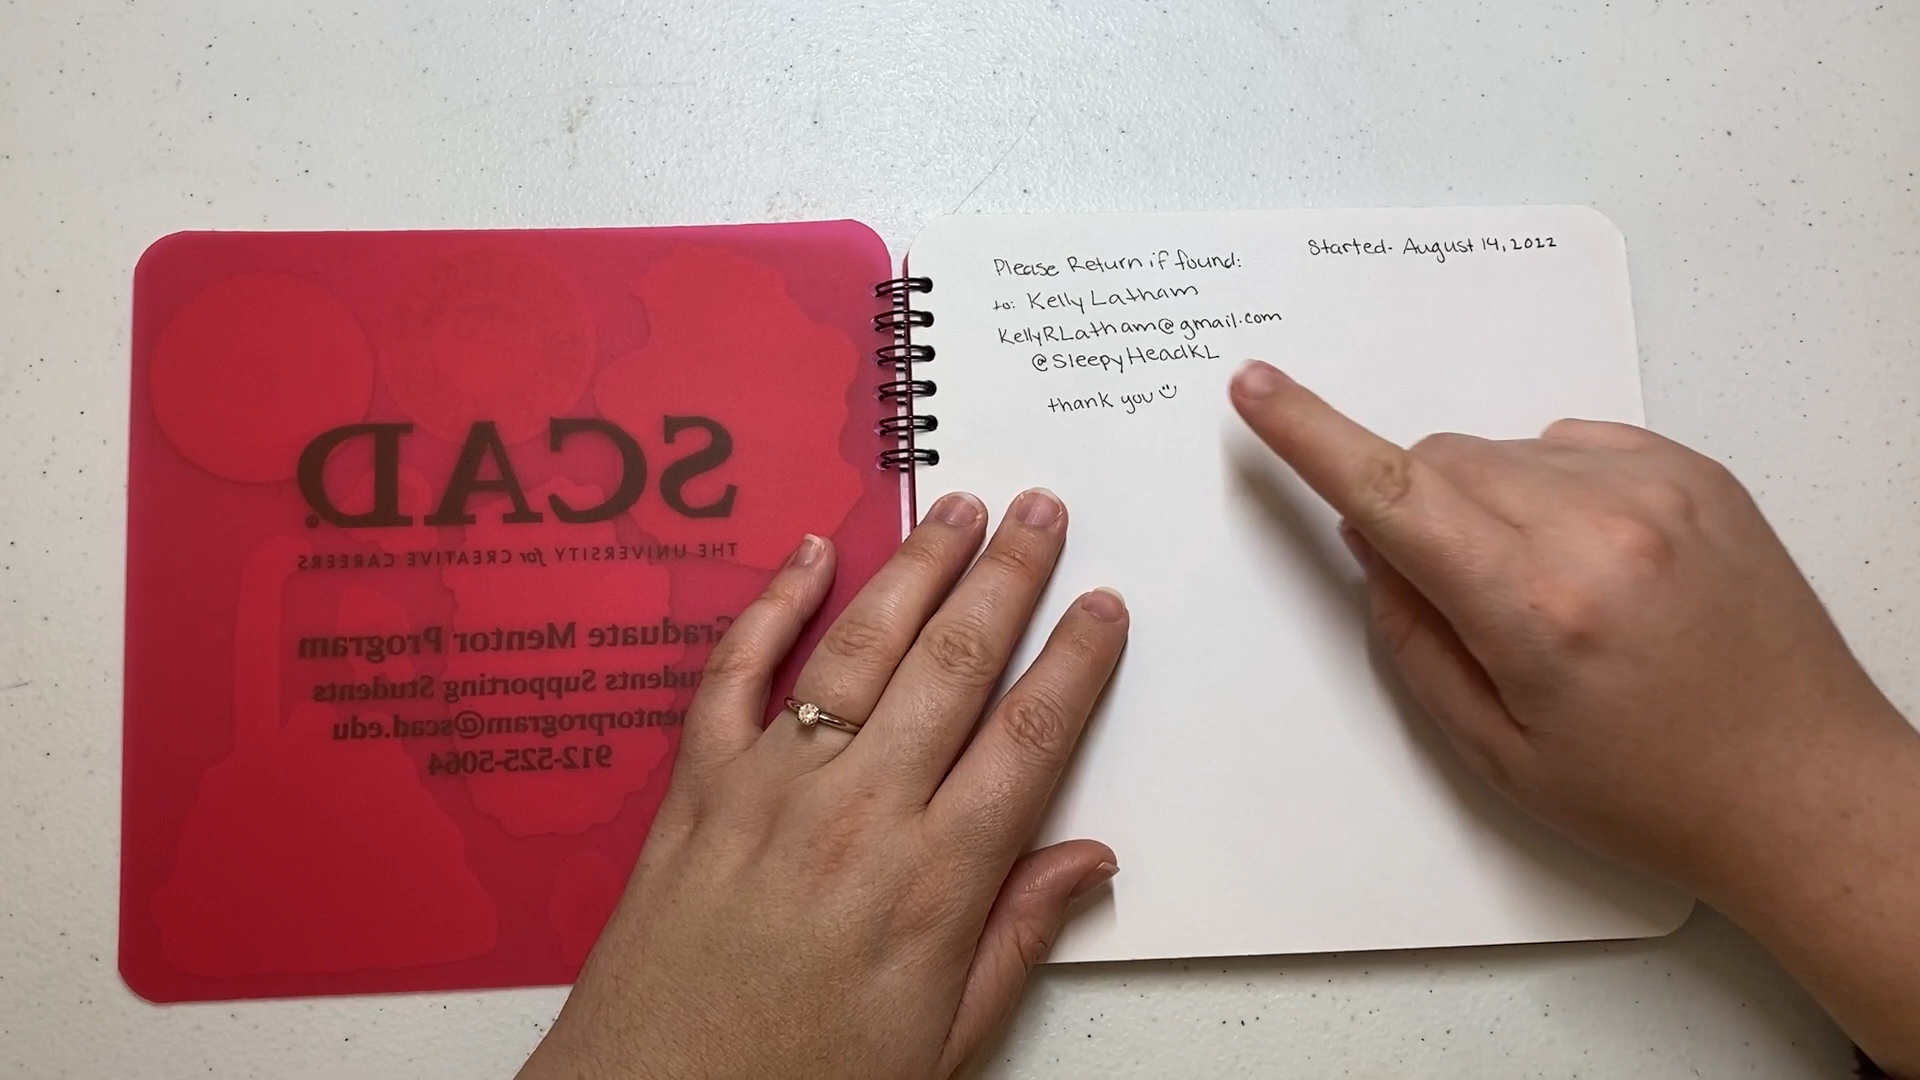 SCAD®
THE UNIVERSITY for CREATIVE CAREERS
Graduate Mentor Program
Supporting Students
912-525-5064
Please Return if found:
to: Kelly Latham
KellyRLatham@gmail.com
@SleepyHeadKL
thank you
Started- August 14, 2022